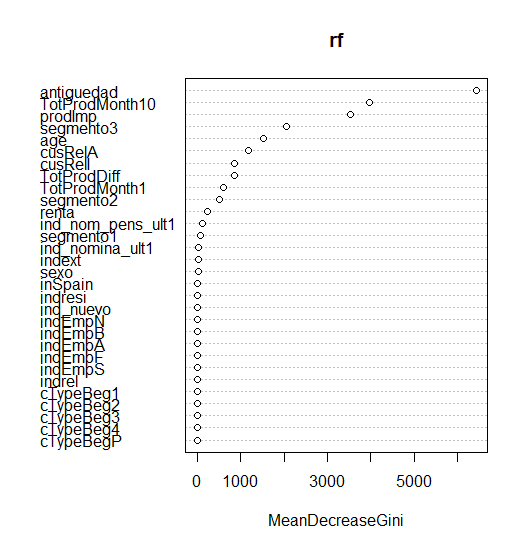 rf
antiguedad
TotProdMonth10
prodImp
segmento3
age
cusRelA
cusRelI
TotProdDiff
TotProdMonth1
segmento2
renta
ind_nom_pens_ult1
segmento1
ind_nomina_ult1
indext
sexo
inSpain
indresi
ind_nuevo
indEmpN
indEmpB
indEmpA
indEmpF
indEmpS
indrel
cTypeBeg1
cTypeBeg2
cTypeBeg3
cTypeBeg4
cTypeBegP
0 1000 3000 5000
MeanDecreaseGini